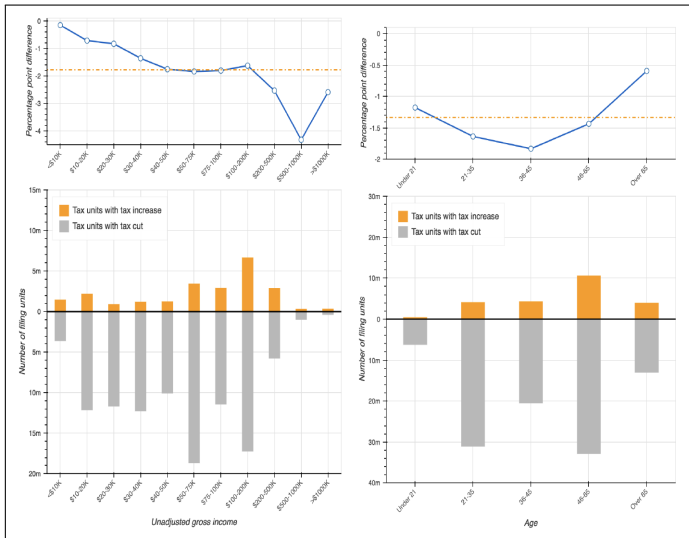 Percentage point difference
0
-1
-2
-3
-4
<$10K
$10-20K
$20-30K
$30-40K
$40-50K
$50-75K
$75-100K
$100-200K
$200-500K
$500-1000K
>$1000K
Percentage point difference
0
-0.5
-1
-1.5
-2
Under 21
21-35
36-45
46-65
Over 65
Number of filing units
15m
10m
5m
0
5m
10m
15m
20m
Tax units with tax increase
Tax units with tax cut
<$10K
$10-20K
$20-30K
$30-40K
$40-50K
$50-75K
$75-100K
$100-200K
$200-500K
$500-1000K
>$1000K
Unadjusted gross income
Number of filing units
30m
20m
10m
0
10m
20m
30m
40m
Tax units with tax increase
Tax units with tax cut
Under 21
21-35
36-45
46-65
Over 65
Age